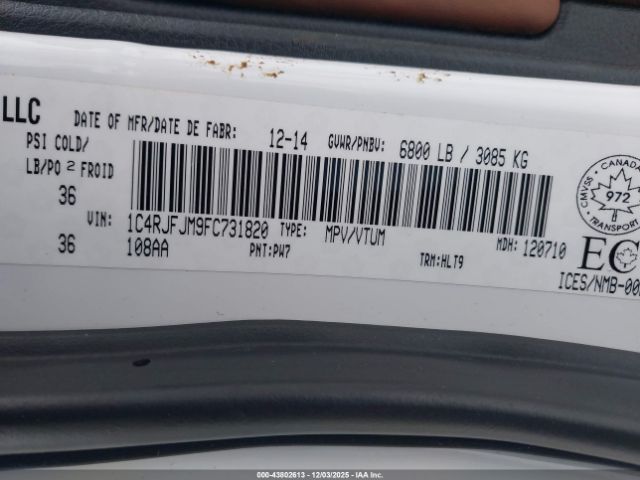 LLC
DATE OF MFR/DATE DE FABR: 12-14 GVWR/PNBV: 6800 LB / 3085 KG
PSI COLD/
LB/PO 2 FROID
36
36
VIN: 1C4RJFJM9FC731820 TYPE: MPV/VTUM MDH: 120710
108AA PNT:PW7 TRM:HLT9
CANADA
CMVSS
972
EC
ICES/NMB-00
000-43802613 - 12/03/2025 - IAA Inc.